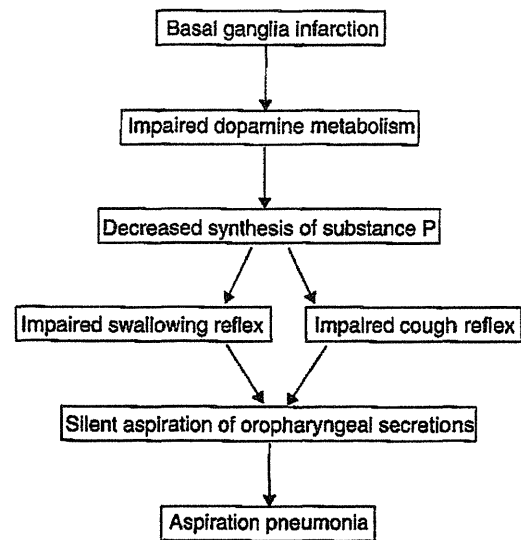 Basal ganglia infarction
Impaired dopamine metabolism
Decreased synthesis of substance P
Impaired swallowing reflex
Impaired cough reflex
Silent aspiration of oropharyngeal secretions
Aspiration pneumonia